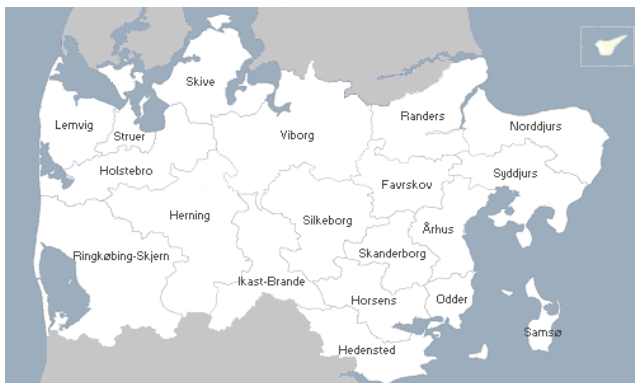 Skive
Randers
Lemvig
Norddjurs
Struer
Viborg
Holstebro
Syddjurs
Favrskov
Herning
Silkeborg
Århus
Ringkøbing-Skjern
Skanderborg
Ikast-Brande
Horsens
Odder
Samsø
Hedensted